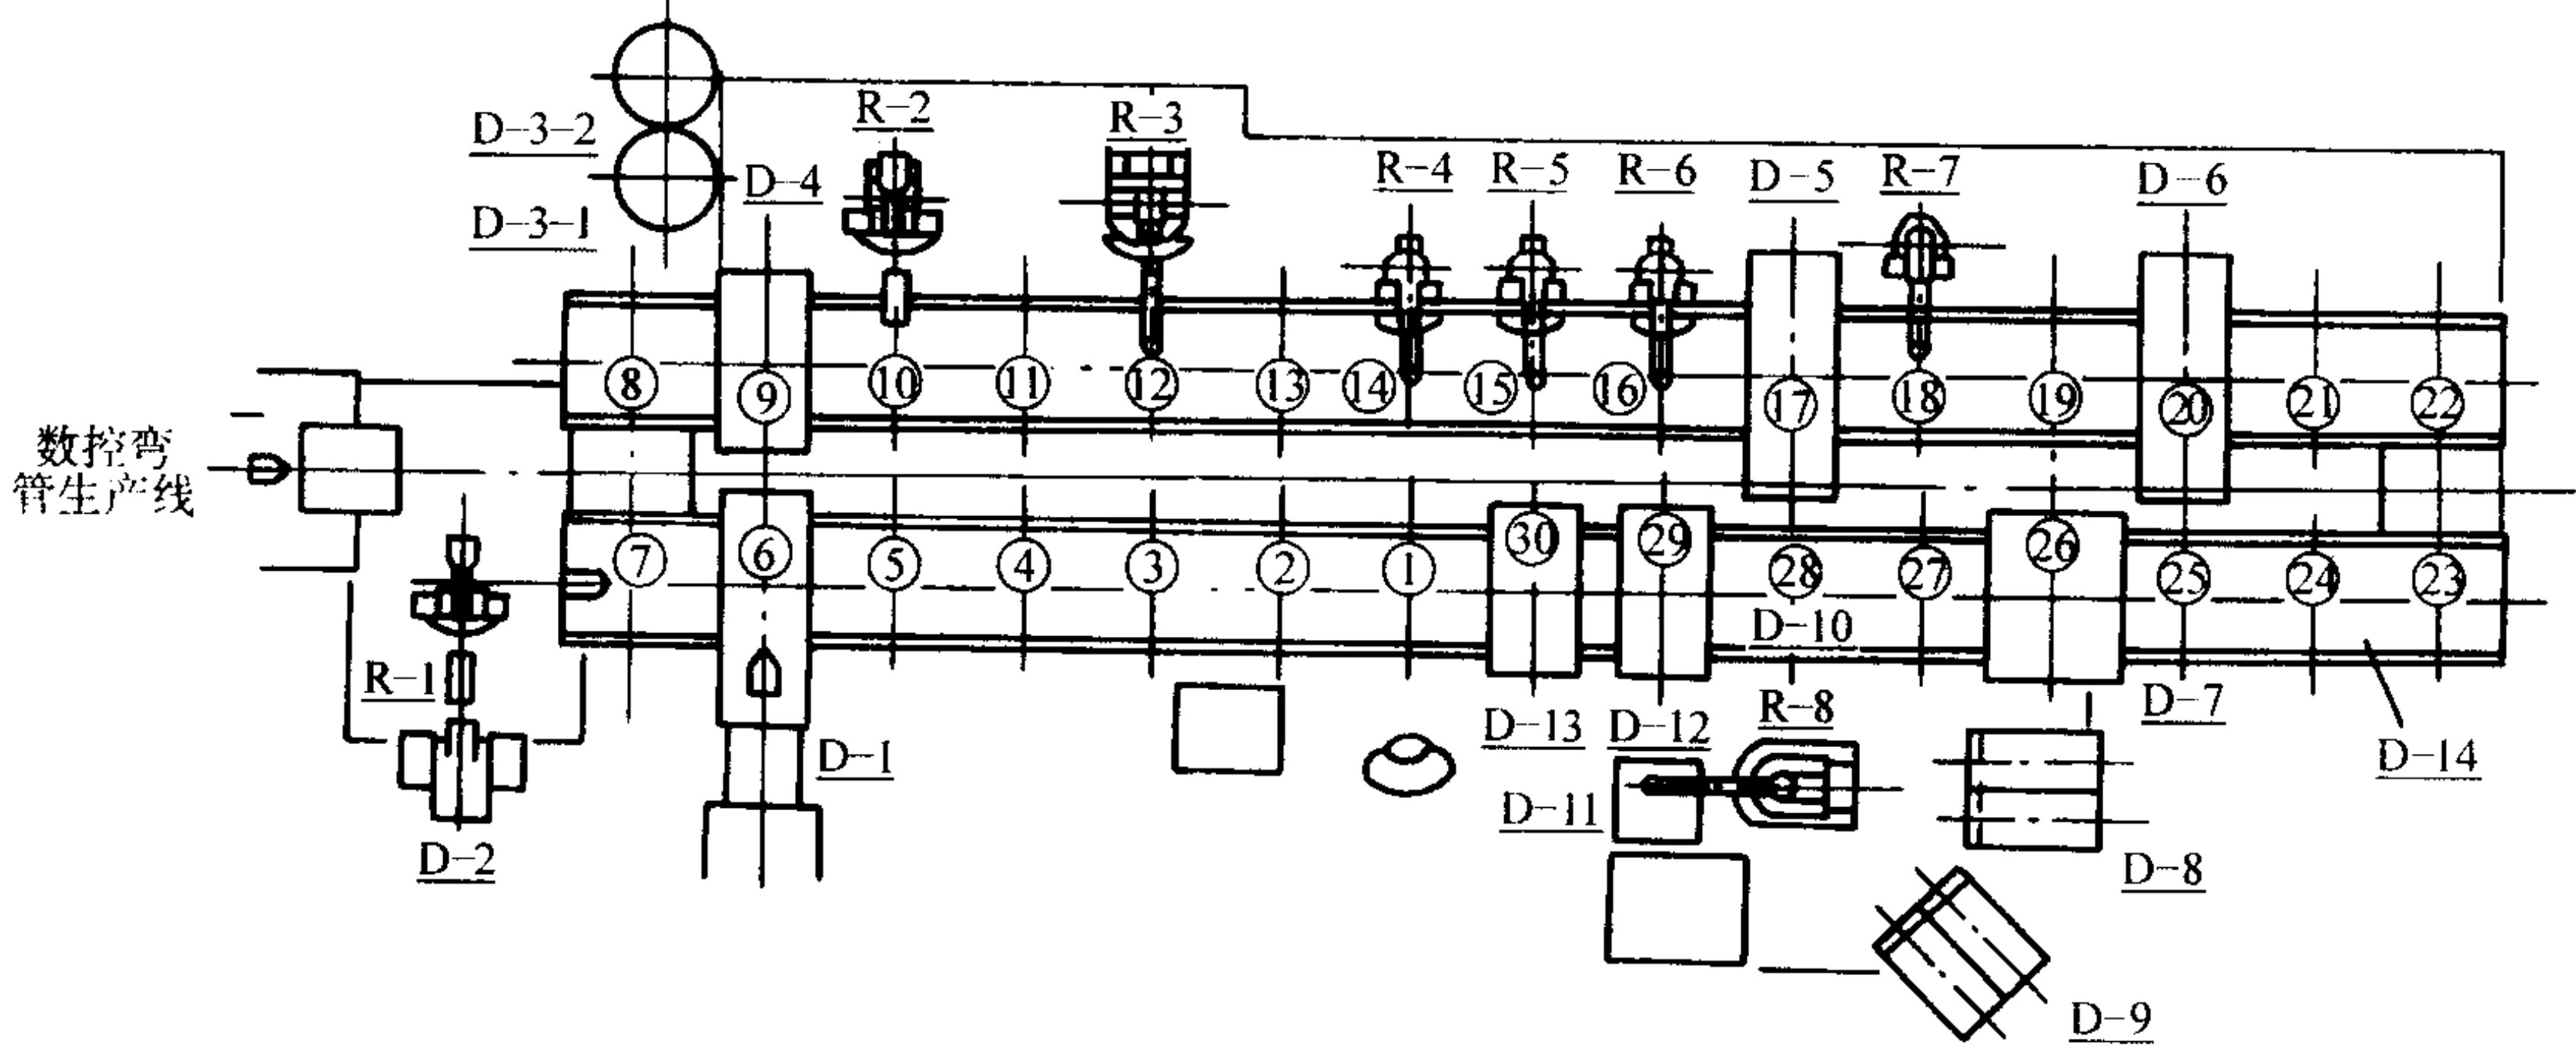 R-2
R-3
D-3-2
R-4
R-5
R-6
D-5
R-7
D-6
D-4
D-3-1
⑧
⑨
⑩
⑪
⑫
⑬
⑭
⑮
⑯
⑰
⑱
⑲
⑳
㉑
㉒
数控弯
管生产线
⑦
⑥
⑤
④
③
②
①
㉚
㉙
㉘
㉗
㉖
㉕
㉔
㉓
D-10
R-1
D-13
D-12
R-8
D-7
D-1
D-14
D-11
D-2
D-8
D-9